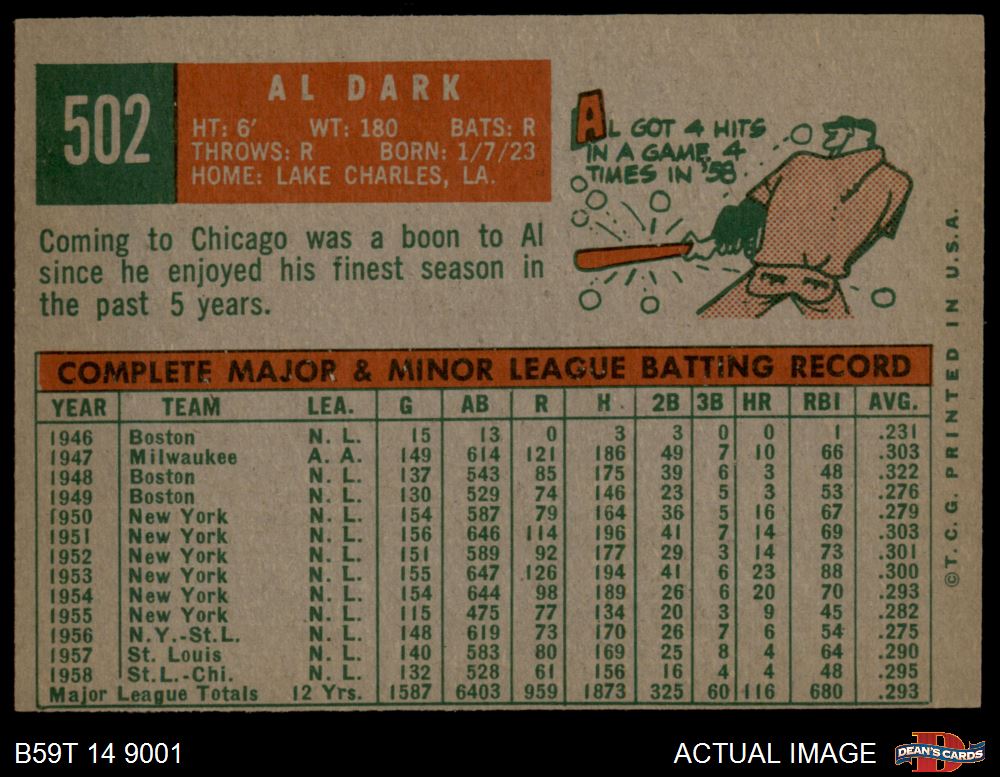 502
AL DARK
HT: 6' WT: 180 BATS: R
THROWS: R BORN: 1/7/23
HOME: LAKE CHARLES, LA.
AL GOT 4 HITS
IN A GAME, 4
TIMES IN '58.
Coming to Chicago was a boon to Al
since he enjoyed his finest season in
the past 5 years.
COMPLETE MAJOR & MINOR LEAGUE BATTING RECORD
YEAR TEAM LEA. G AB R H 2B 3B HR RBI AVG.
1946 Boston N. L. 15 13 0 3 3 0 0 1 .231
1947 Milwaukee A. A. 149 614 121 186 49 7 10 66 .303
1948 Boston N. L. 137 543 85 175 39 6 3 48 .322
1949 Boston N. L. 130 529 74 146 23 5 3 53 .276
1950 New York N. L. 154 587 79 164 36 5 16 67 .279
1951 New York N. L. 156 646 114 196 41 7 14 69 .303
1952 New York N. L. 151 589 92 177 29 3 14 73 .301
1953 New York N. L. 155 647 126 194 41 6 23 88 .300
1954 New York N. L. 154 644 98 189 26 6 20 70 .293
1955 New York N. L. 115 475 77 134 20 3 9 45 .282
1956 N.Y.-St.L. N. L. 148 619 73 170 26 7 6 54 .275
1957 St. Louis N. L. 140 583 80 169 25 8 4 64 .290
1958 St.L.-Chi. N. L. 132 528 61 156 16 4 4 48 .295
Major League Totals 12 Yrs. 1587 6403 959 1873 325 60 116 680 .293
©T.C.G. PRINTED IN U.S.A.
B59T 14 9001
ACTUAL IMAGE
D
DEAN'S CARDS